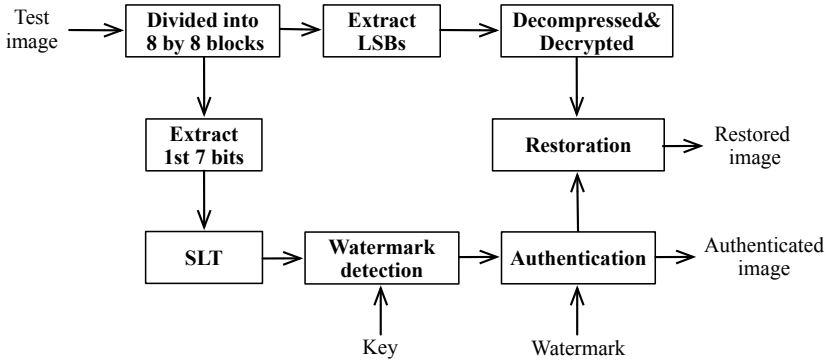 Test
image
Divided into
8 by 8 blocks
Extract
LSBs
Decompressed&
Decrypted
Extract
1st 7 bits
Restoration
Restored
image
SLT
Watermark
detection
Authentication
Authenticated
image
Key
Watermark